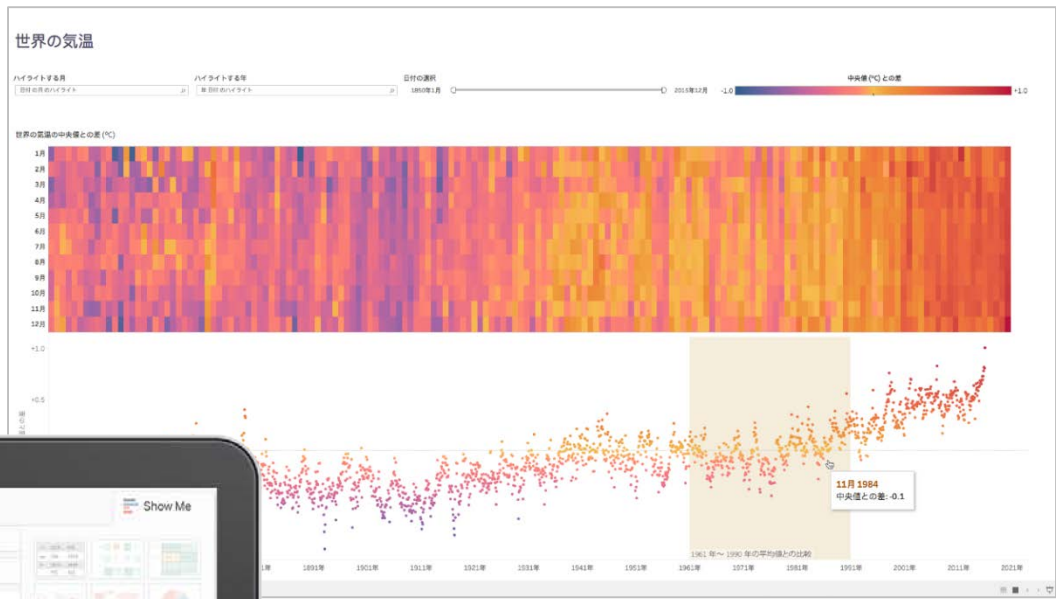 世界の気温
ハイライトする月
ハイライトする年
日付の選択
中央値 (°C) との差
日付 の月 のハイライト
年 日付 のハイライト
1850年1月
2015年12月
-1.0
+1.0
世界の気温の中央値との差 (°C)
1月
2月
3月
4月
5月
6月
7月
8月
9月
10月
11月
12月
+1.0
+0.5
11月 1984
中央値との差: -0.1
Show Me
1961 年～ 1990 年の平均値との比較
1891年
1901年
1911年
1921年
1931年
1941年
1951年
1961年
1971年
1981年
1991年
2001年
2011年
2021年